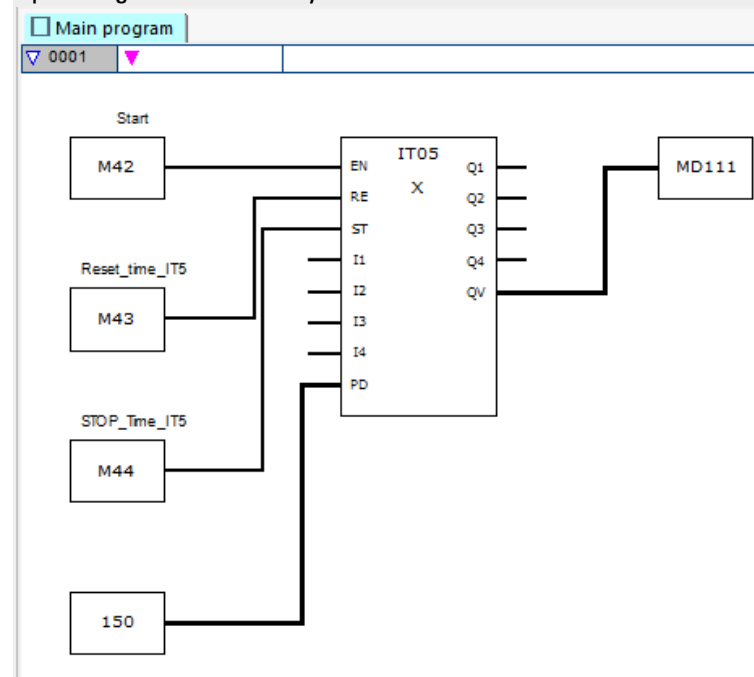 Main program
0001
Start
M42
Reset_time_IT5
M43
STOP_Time_IT5
M44
150
IT05
X
EN
RE
ST
I1
I2
I3
I4
PD
Q1
Q2
Q3
Q4
QV
MD111